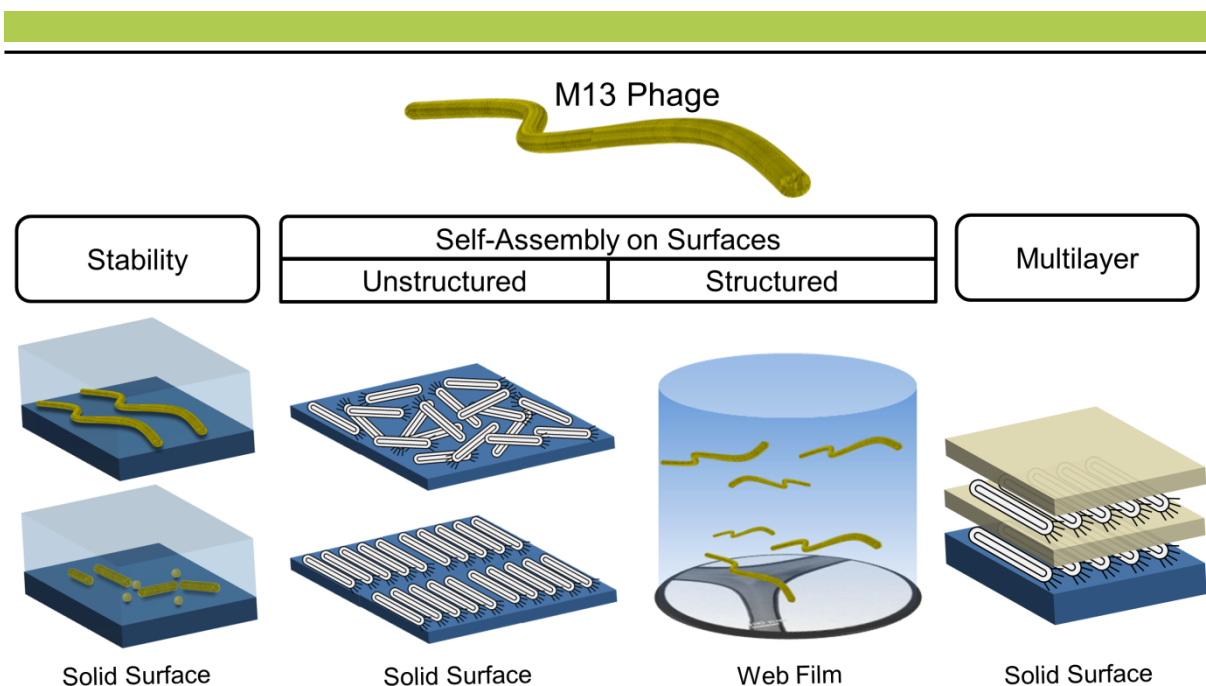 M13 Phage
Stability
Self-Assembly on Surfaces
Unstructured
Structured
Multilayer
Solid Surface
Solid Surface
Web Film
Solid Surface